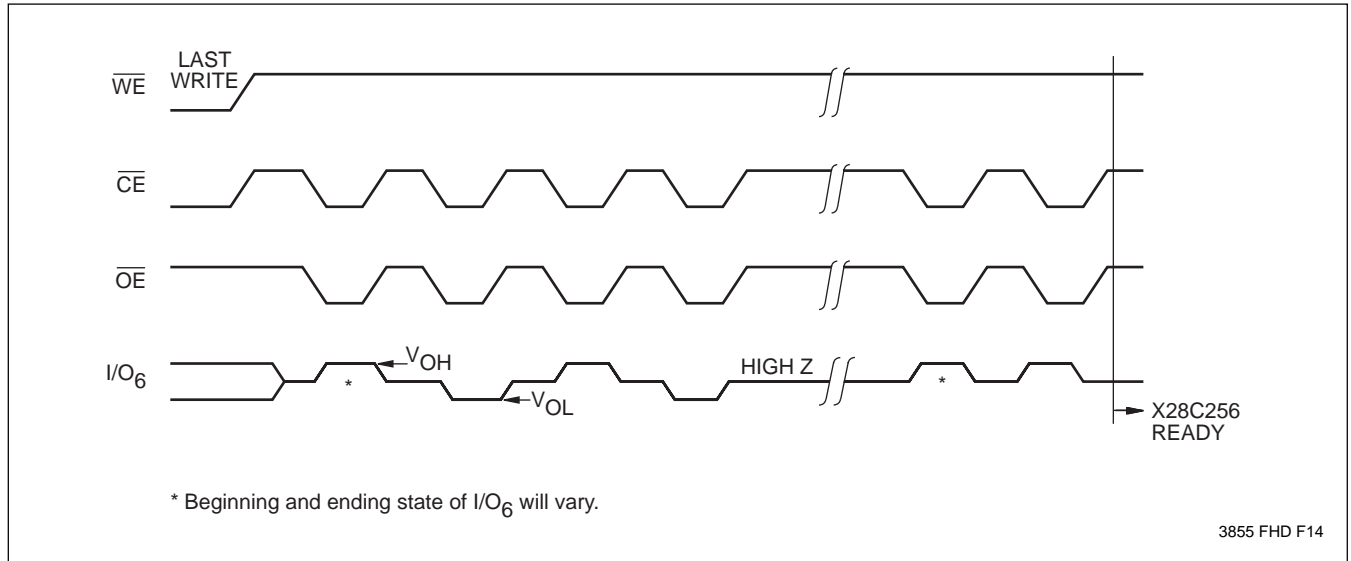 LAST
WRITE
WE
CE
OE
I/O6
VOH
*
VOL
HIGH Z
*
X28C256
READY
* Beginning and ending state of I/O6 will vary.
3855 FHD F14